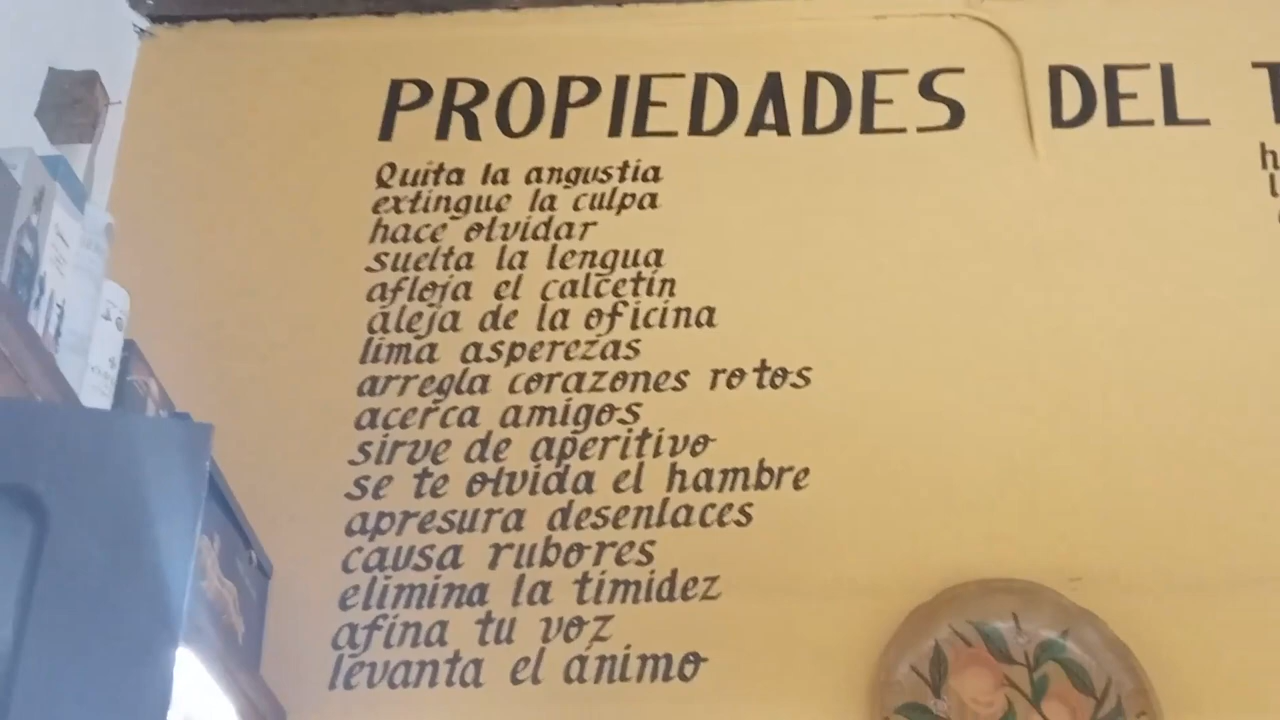 PROPIEDADES DEL T
Quita la angustia
extingue la culpa
hace olvidar
suelta la lengua
afloja el calcetín
aleja de la oficina
lima asperezas
arregla corazones rotos
acerca amigos
sirve de aperitivo
se te olvida el hambre
apresura desenlaces
causa rubores
elimina la timidez
afina tu voz
levanta el ánimo